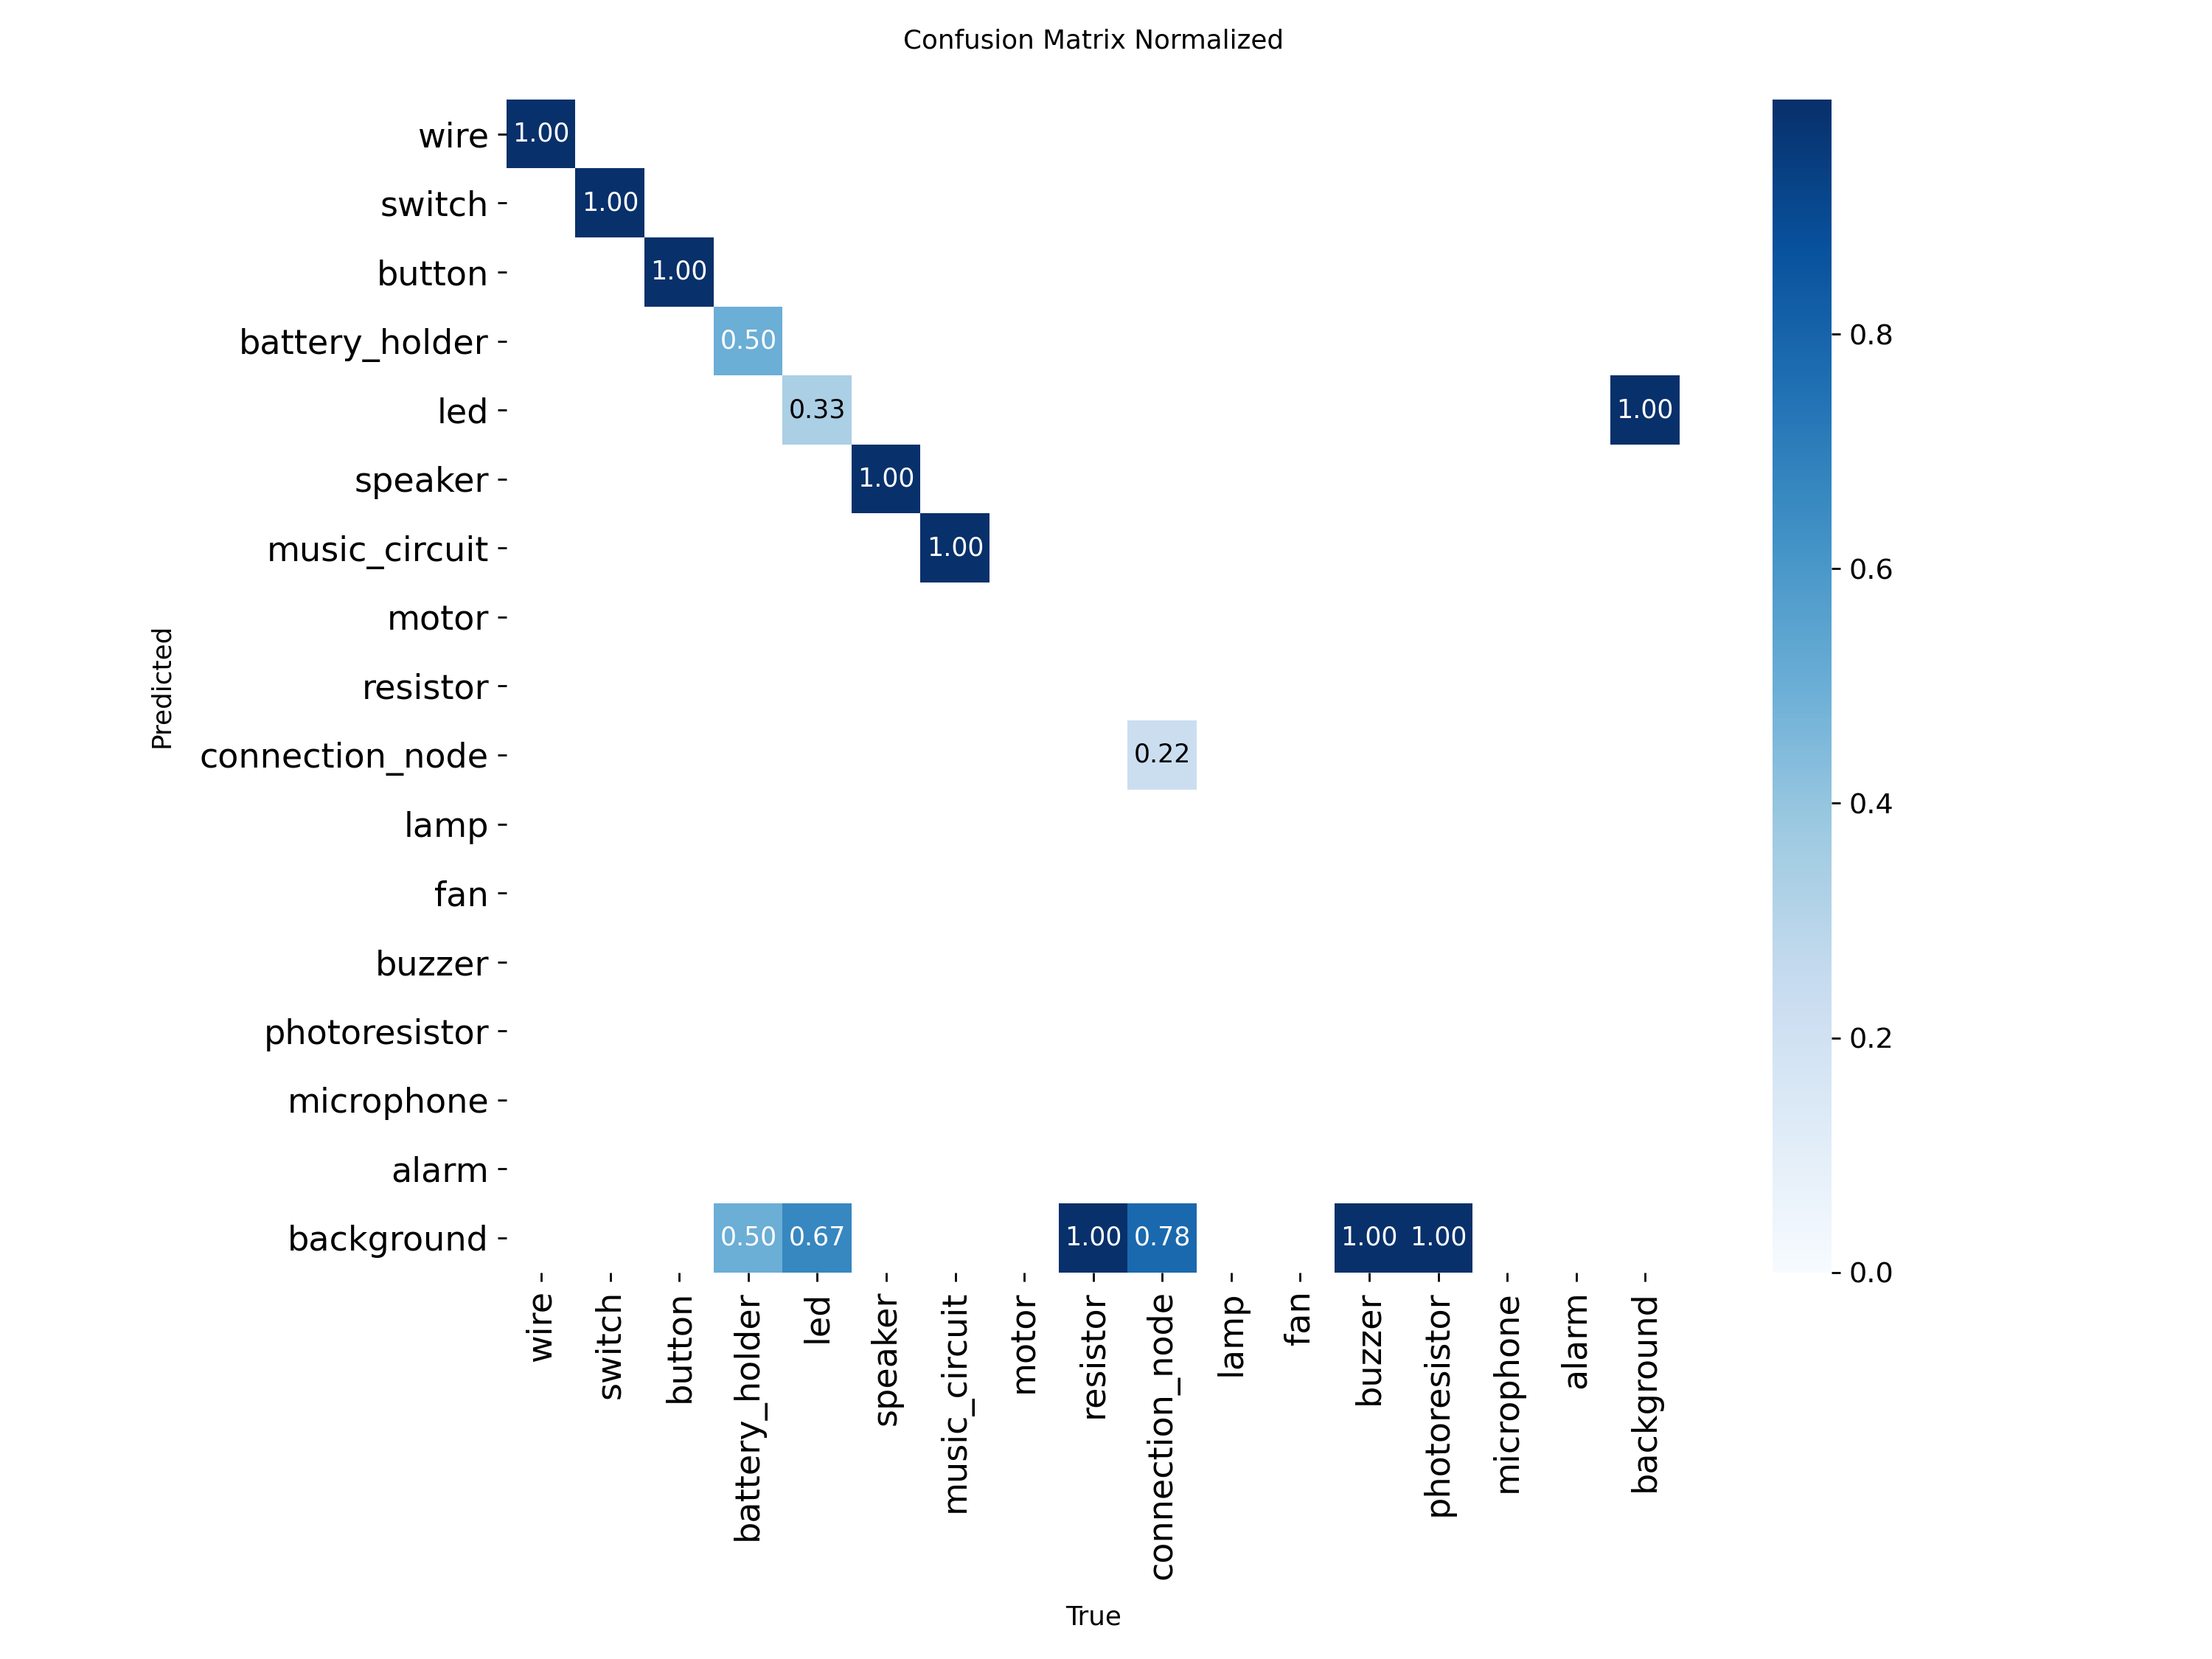 Confusion Matrix Normalized
wire 1.00
switch 1.00
button 1.00
battery_holder 0.50
led 0.33 1.00
speaker 1.00
music_circuit 1.00
motor
resistor
connection_node 0.22
lamp
fan
buzzer
photoresistor
microphone
alarm
background 0.50 0.67 1.00 0.78 1.00 1.00
Predicted
wire
switch
button
battery_holder
led
speaker
music_circuit
motor
resistor
connection_node
lamp
fan
buzzer
photoresistor
microphone
alarm
background
True
0.8
0.6
0.4
0.2
0.0